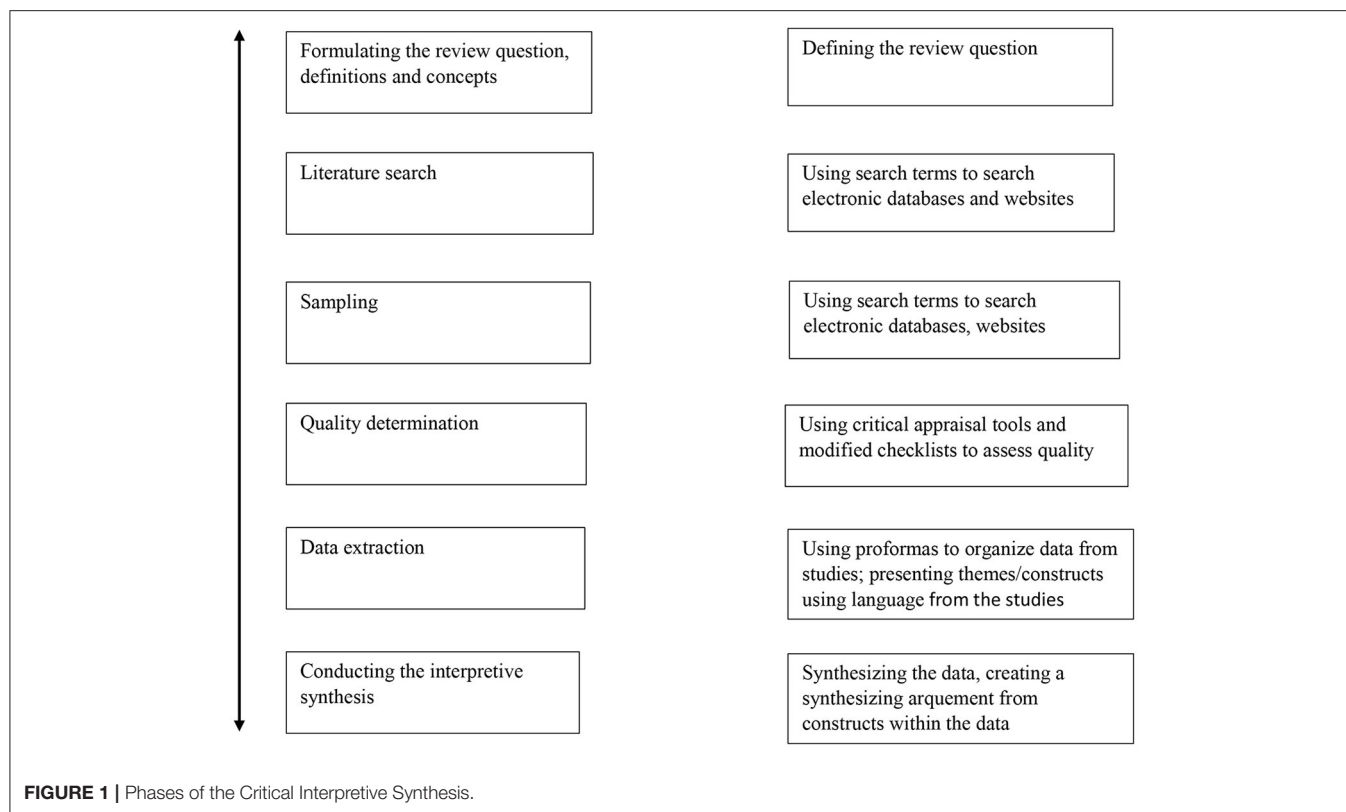 Formulating the review question,
definitions and concepts
Defining the review question
Literature search
Using search terms to search
electronic databases and websites
Sampling
Using search terms to search
electronic databases, websites
Quality determination
Using critical appraisal tools and
modified checklists to assess quality
Data extraction
Using proformas to organize data from
studies; presenting themes/constructs
using language from the studies
Conducting the interpretive
synthesis
Synthesizing the data, creating a
synthesizing arquement from
constructs within the data
FIGURE 1 | Phases of the Critical Interpretive Synthesis.